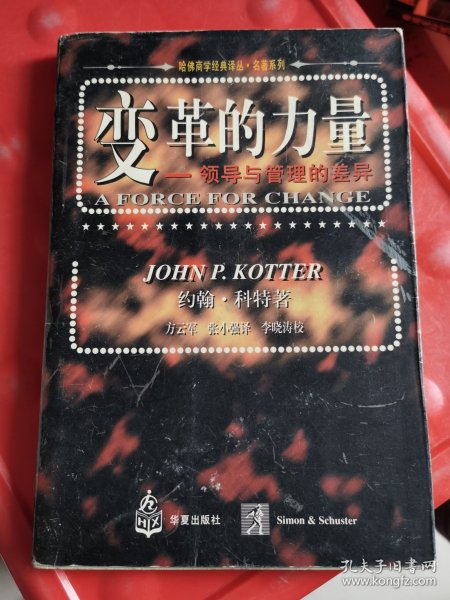 哈佛商学经典译丛·名著系列
变革的力量
—领导与管理的差异
A FORCE FOR CHANGE
JOHN P. KOTTER
约翰·科特著
方云军 张小强译 李晓涛校
HX
华夏出版社
Simon & Schuster
孔夫子旧书网
www.kongfz.com